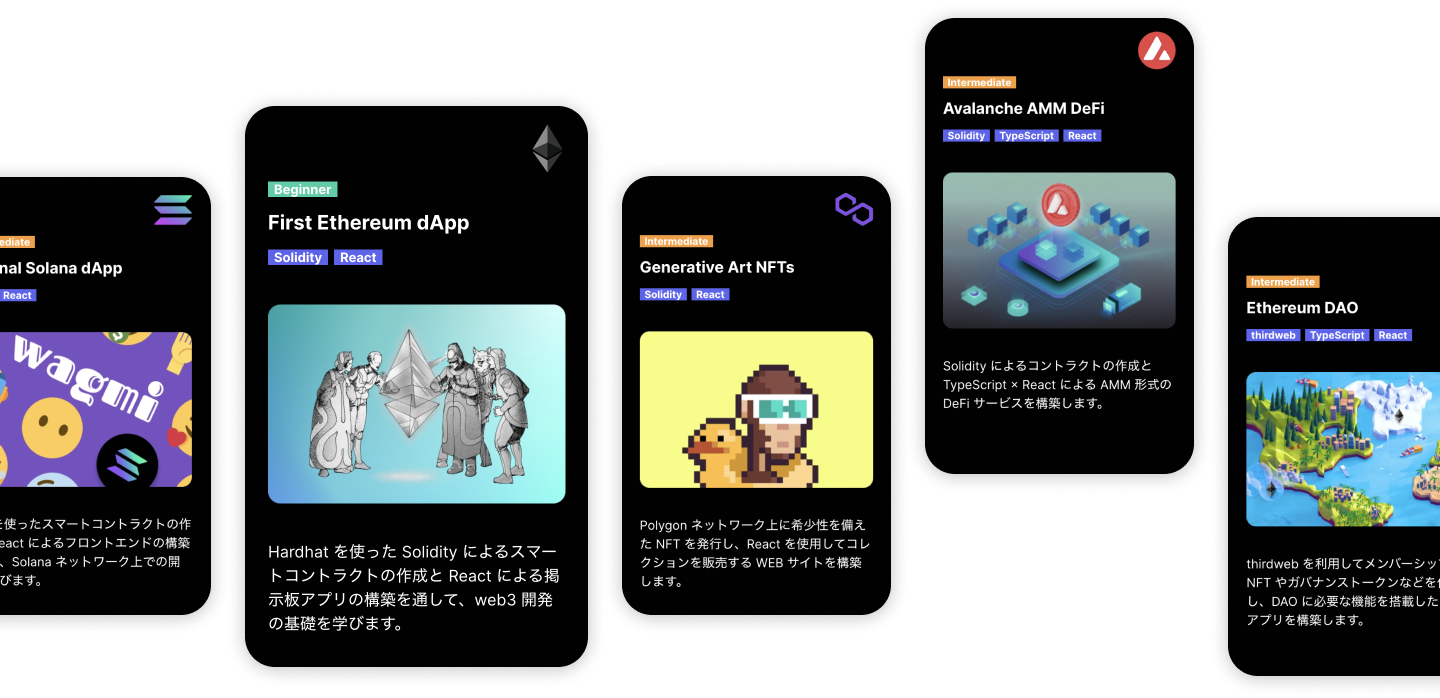 ediate
nal Solana dApp
React
wagmi
を使ったスマートコントラクトの作
eact によるフロントエンドの構築
、Solana ネットワーク上での開
びます。
Beginner
First Ethereum dApp
Solidity React
Hardhat を使った Solidity によるスマー
トコントラクトの作成と React による掲
示板アプリの構築を通して、web3 開発
の基礎を学びます。
Intermediate
Generative Art NFTs
Solidity React
Polygon ネットワーク上に希少性を備え
た NFT を発行し、React を使用してコレ
クションを販売する WEB サイトを構築
します。
Intermediate
Avalanche AMM DeFi
Solidity TypeScript React
Solidity によるコントラクトの作成と
TypeScript × React による AMM 形式の
DeFi サービスを構築します。
Intermediate
Ethereum DAO
thirdweb TypeScript React
thirdweb を利用してメンバーシッ
NFT やガバナンストークンなどを
し、DAO に必要な機能を搭載した
アプリを構築します。